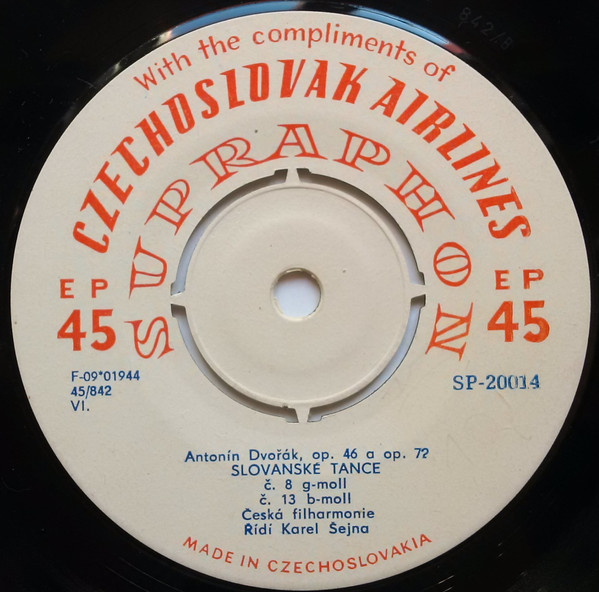 With the compliments of
CZECHOSLOVAK AIRLINES
SUPRAPHON
EP
45
EP
45
F-09*01944
45/842
VI.
SP-20014
Antonín Dvořák, op. 46 a op. 72
SLOVANSKÉ TANCE
č. 8 g-moll
č. 13 b-moll
Česká filharmonie
Řídí Karel Šejna
MADE IN CZECHOSLOVAKIA